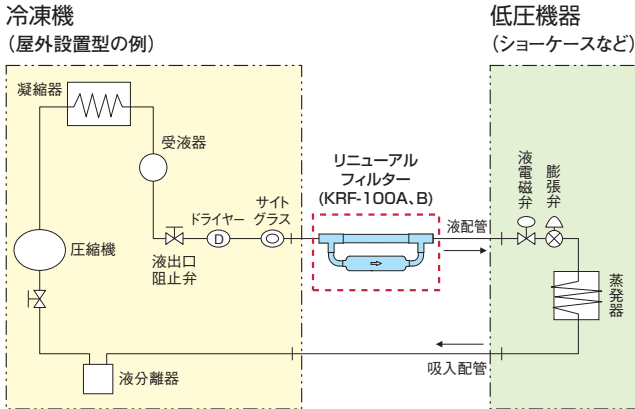 冷凍機
（屋外設置型の例）
低圧機器
（ショーケースなど）
凝縮器
受液器
リニューアル
フィルター
（KRF-100A、B）
サイト
グラス
ドライヤー
D
液出口
阻止弁
圧縮機
液分離器
液配管
液電磁弁
膨張弁
蒸発器
吸入配管